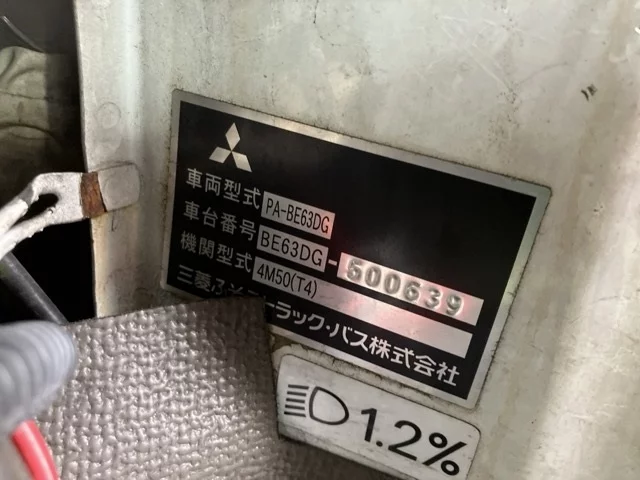 車両型式 PA-BE63DG
車台番号 BE63DG-500639
機関型式 4M50(T4)
三菱ふそうトラック・バス株式会社
1.2%